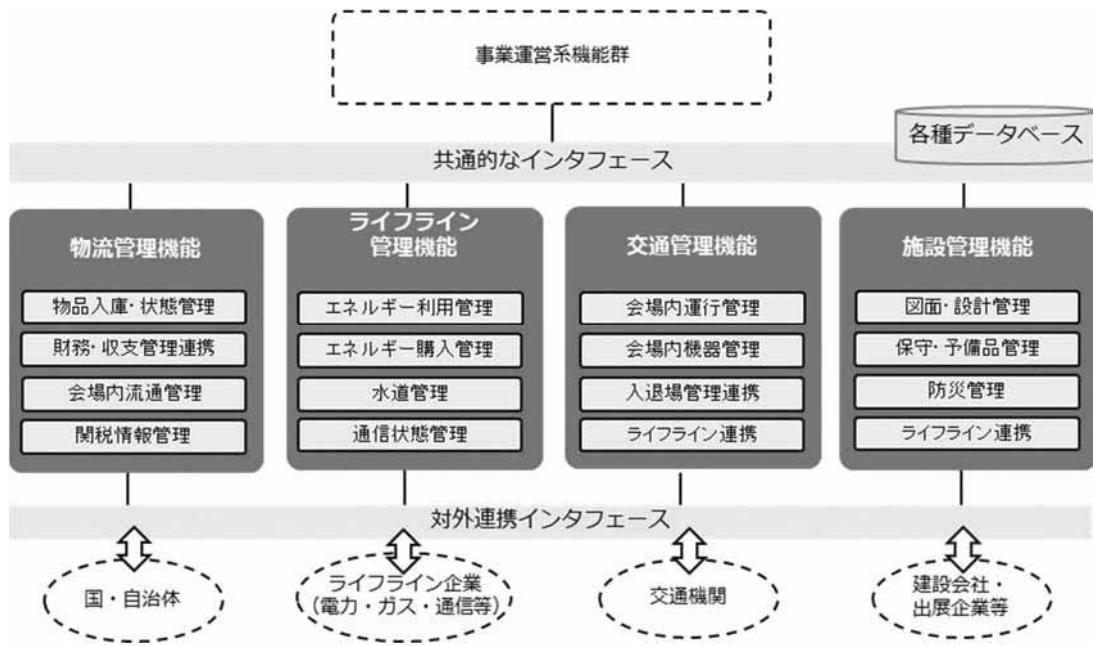 事業運営系機能群
各種データベース
共通的なインタフェース
物流管理機能
物品入庫・状態管理
財務・収支管理連携
会場内流通管理
関税情報管理
ライフライン
管理機能
エネルギー利用管理
エネルギー購入管理
水道管理
通信状態管理
交通管理機能
会場内運行管理
会場内機器管理
入退場管理連携
ライフライン連携
施設管理機能
図面・設計管理
保守・予備品管理
防災管理
ライフライン連携
対外連携インタフェース
国・自治体
ライフライン企業
（電力・ガス・通信等）
交通機関
建設会社・
出展企業等